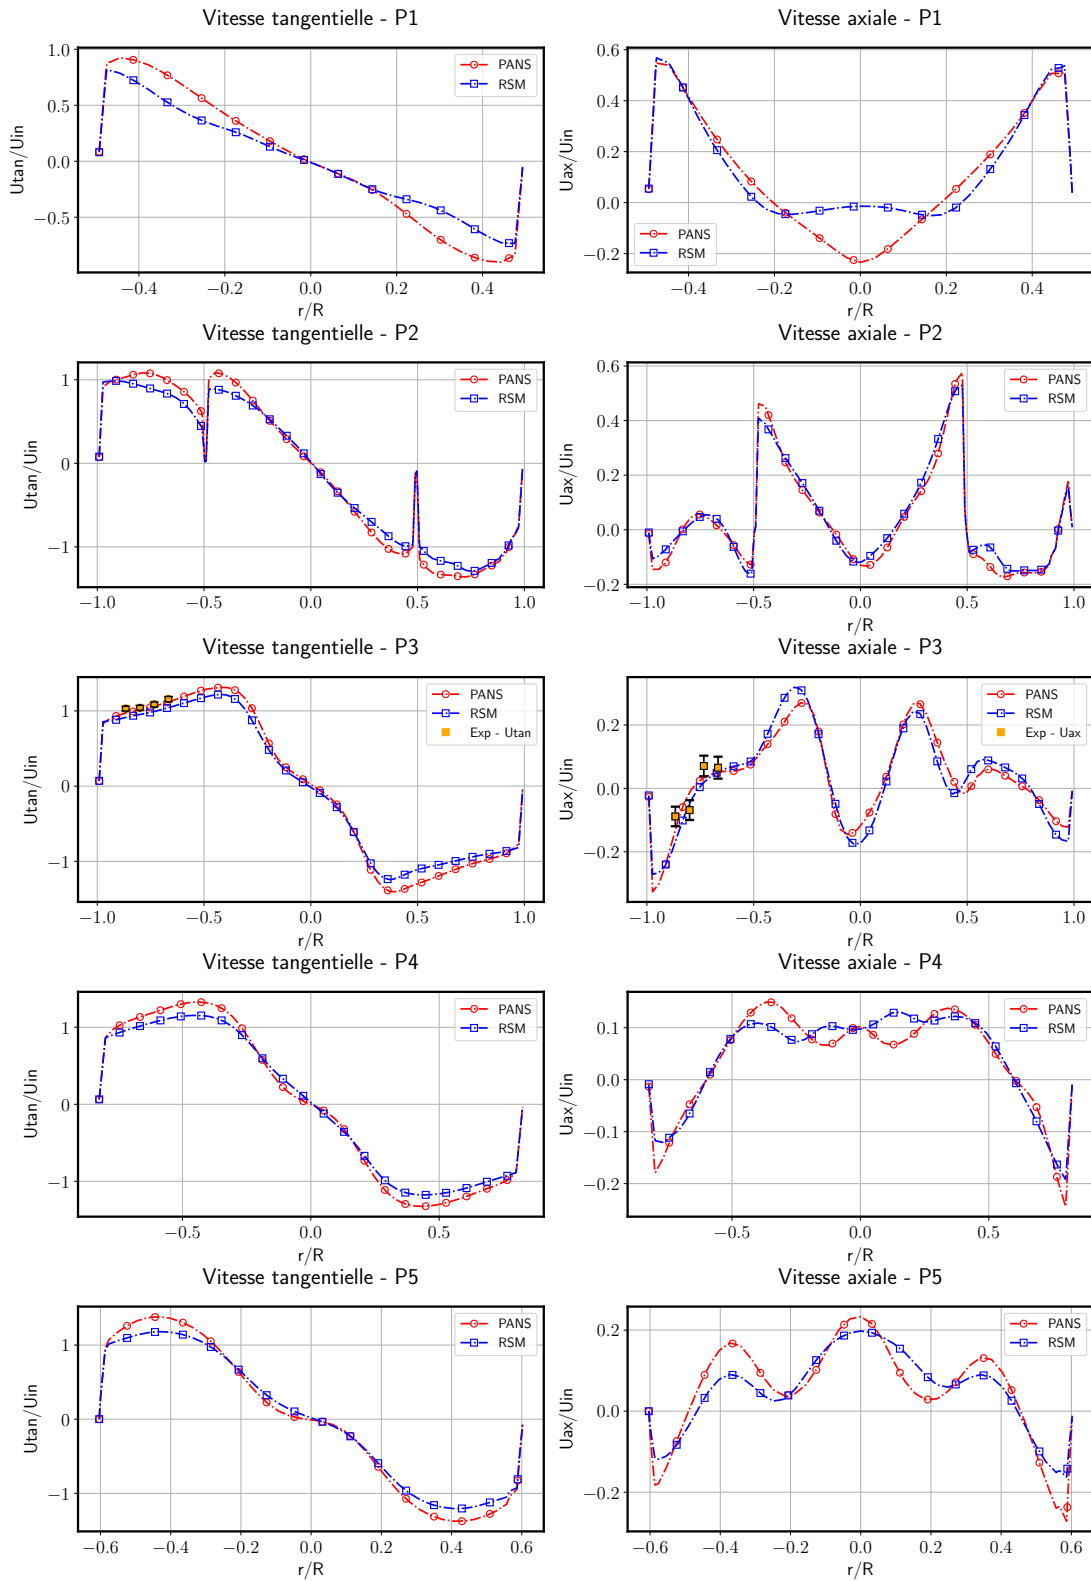 Vitesse tangentielle - P1
Utan/Uin
1.0
0.5
0.0
−0.5
−0.4
−0.2
0.0
0.2
0.4
r/R
PANS
RSM
Vitesse axiale - P1
Uax/Uin
0.6
0.4
0.2
0.0
−0.2
−0.4
−0.2
0.0
0.2
0.4
r/R
PANS
RSM
Vitesse tangentielle - P2
Utan/Uin
1
0
−1
−1.0
−0.5
0.0
0.5
1.0
r/R
PANS
RSM
Vitesse axiale - P2
Uax/Uin
0.6
0.4
0.2
0.0
−0.2
−1.0
−0.5
0.0
0.5
1.0
r/R
PANS
RSM
Vitesse tangentielle - P3
Utan/Uin
1
0
−1
−1.0
−0.5
0.0
0.5
1.0
r/R
PANS
RSM
Exp - Utan
Vitesse axiale - P3
Uax/Uin
0.2
0.0
−0.2
−1.0
−0.5
0.0
0.5
1.0
r/R
PANS
RSM
Exp - Uax
Vitesse tangentielle - P4
Utan/Uin
1
0
−1
−0.5
0.0
0.5
r/R
PANS
RSM
Vitesse axiale - P4
Uax/Uin
0.1
0.0
−0.1
−0.2
−0.5
0.0
0.5
r/R
PANS
RSM
Vitesse tangentielle - P5
Utan/Uin
1
0
−1
−0.6
−0.4
−0.2
0.0
0.2
0.4
0.6
r/R
PANS
RSM
Vitesse axiale - P5
Uax/Uin
0.2
0.0
−0.2
−0.6
−0.4
−0.2
0.0
0.2
0.4
0.6
r/R
PANS
RSM